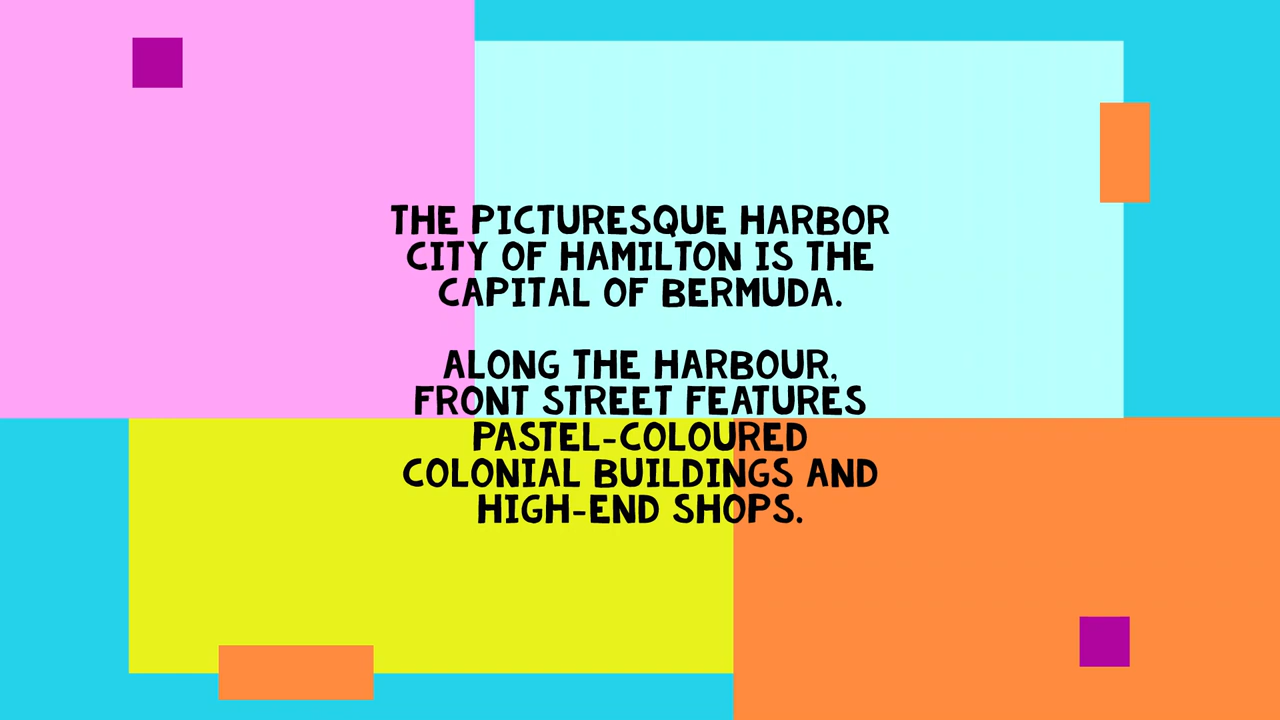 THE PICTURESQUE HARBOR
CITY OF HAMILTON IS THE
CAPITAL OF BERMUDA.
ALONG THE HARBOUR,
FRONT STREET FEATURES
PASTEL-COLOURED
COLONIAL BUILDINGS AND
HIGH-END SHOPS.